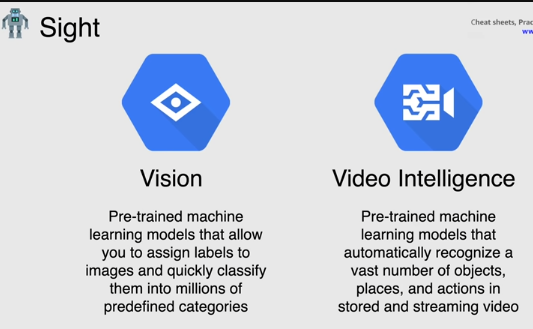 Sight
Cheat sheets, Prac
ww
Vision
Pre-trained machine
learning models that allow
you to assign labels to
images and quickly classify
them into millions of
predefined categories
Video Intelligence
Pre-trained machine
learning models that
automatically recognize a
vast number of objects,
places, and actions in
stored and streaming video